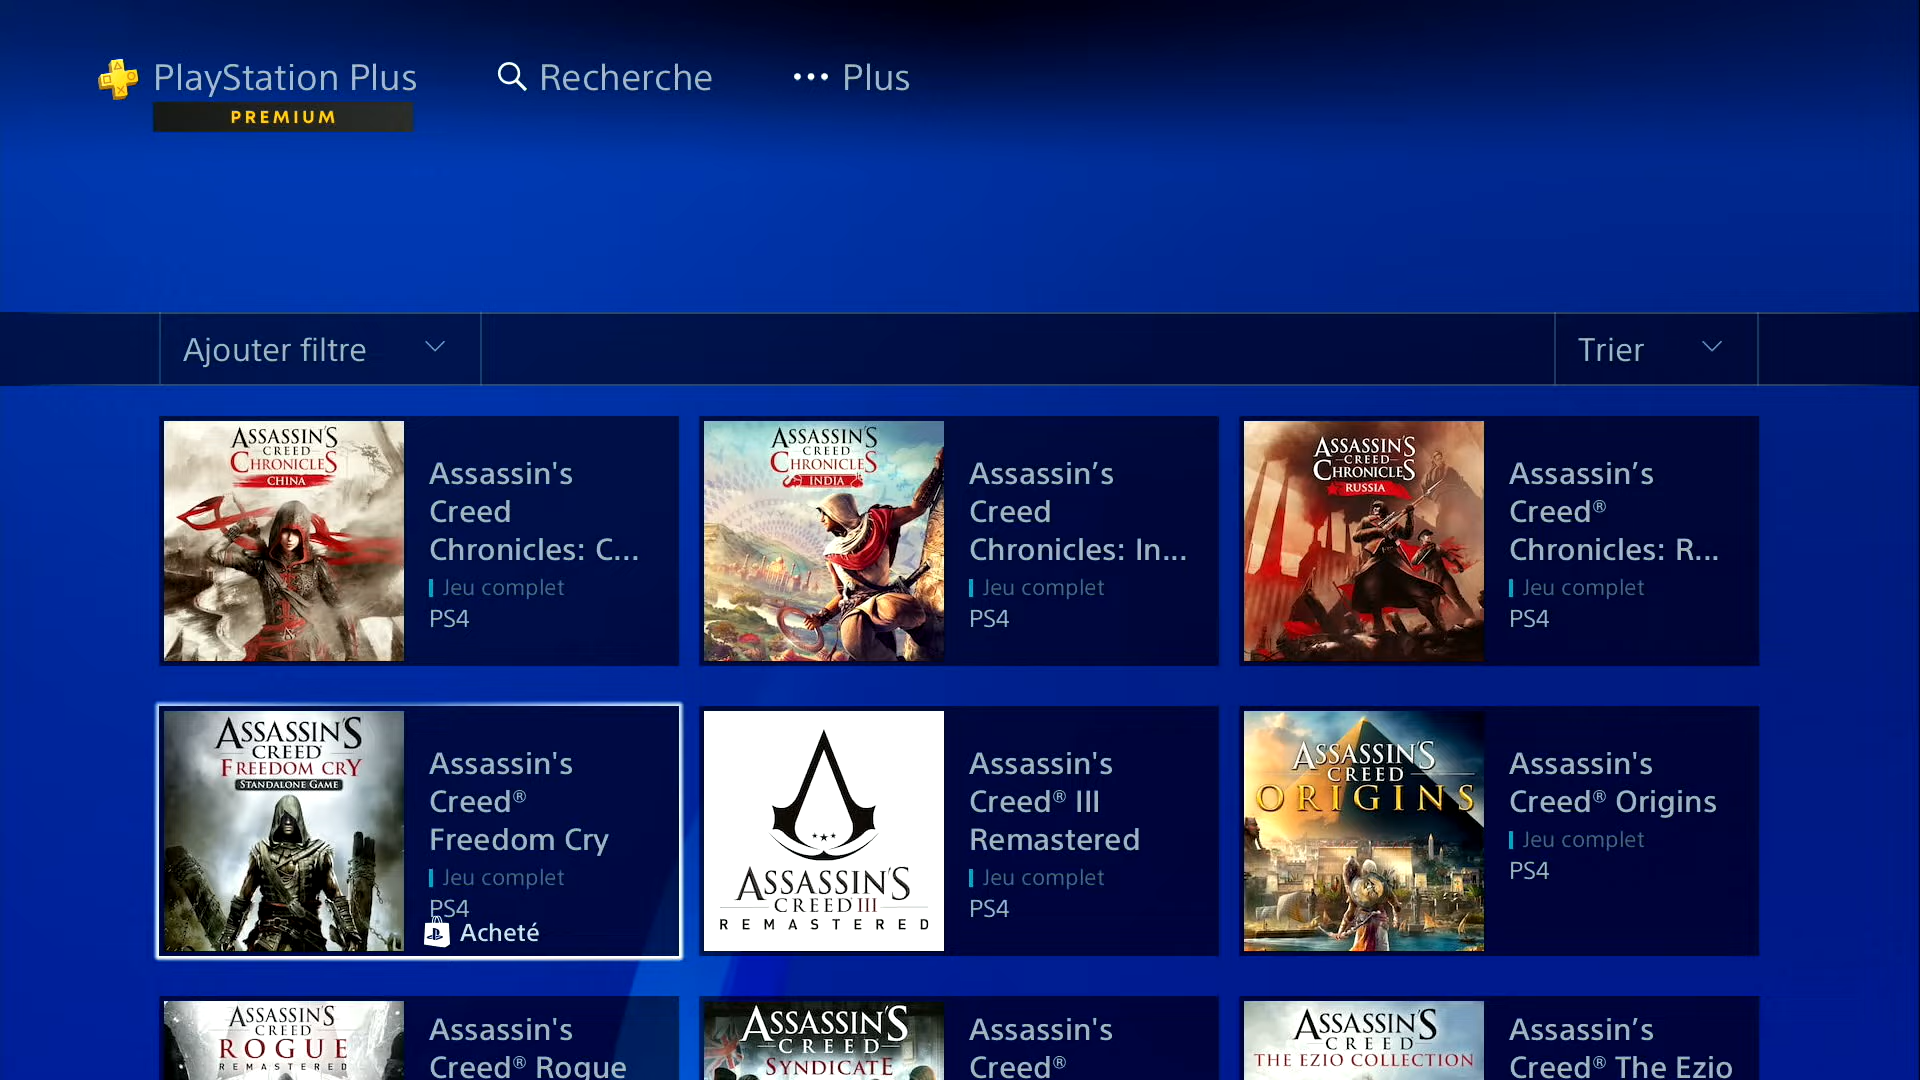 PlayStation Plus
PREMIUM
Recherche
Plus
Ajouter filtre
Trier
ASSASSIN'S
CREED
CHRONICLES
CHINA
Assassin's
Creed
Chronicles: C...
Jeu complet
PS4
ASSASSIN'S
CREED
CHRONICLES
INDIA
Assassin’s
Creed
Chronicles: In...
Jeu complet
PS4
ASSASSIN'S
CREED
CHRONICLES
RUSSIA
Assassin’s
Creed®
Chronicles: R...
Jeu complet
PS4
ASSASSIN'S
CREED
FREEDOM CRY
STANDALONE GAME
Assassin's
Creed®
Freedom Cry
Jeu complet
PS4
Acheté
ASSASSIN'S
CREED III
REMASTERED
Assassin's
Creed® III
Remastered
Jeu complet
PS4
ASSASSIN'S
CREED
ORIGINS
Assassin's
Creed® Origins
Jeu complet
PS4
ASSASSIN'S
CREED
ROGUE
REMASTERED
Assassin's
Creed® Rogue
ASSASSIN'S
CREED
SYNDICATE
Assassin's
Creed®
ASSASSIN'S
CREED
THE EZIO COLLECTION
Assassin’s
Creed® The Ezio